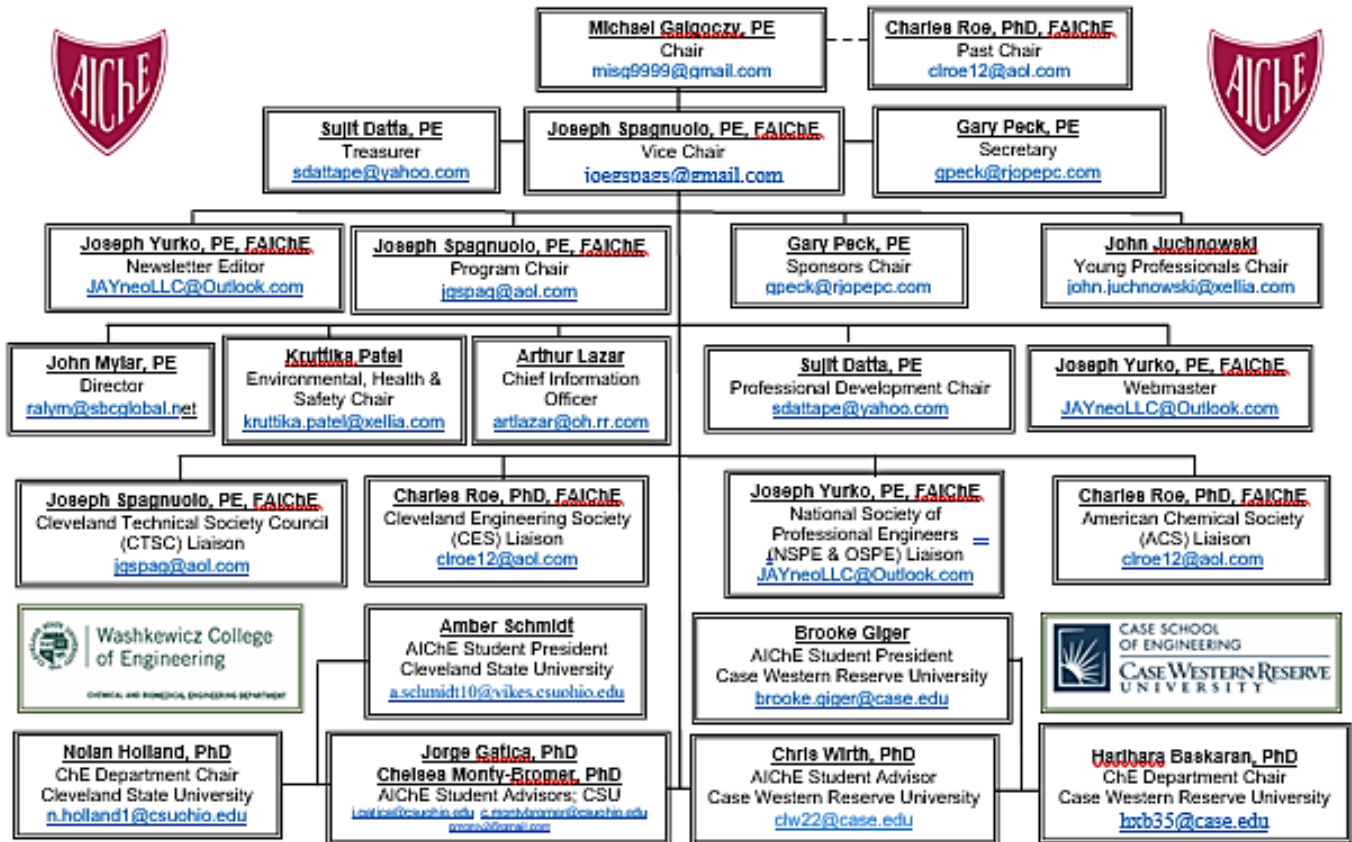 AIChE
Michael Galgoczy, PE
Chair
misg9999@gmail.com
Charles Roe, PhD, FAIChE
Past Chair
clroe12@aol.com
AIChE
Sujit Datta, PE
Treasurer
sdattape@yahoo.com
Joseph Spagnuolo, PE, FAIChE
Vice Chair
joegspags@gmail.com
Gary Peck, PE
Secretary
gpeck@rjopepc.com
Joseph Yurko, PE, FAIChE
Newsletter Editor
JAYneoLLC@Outlook.com
Joseph Spagnuolo, PE, FAIChE
Program Chair
jgspag@aol.com
Gary Peck, PE
Sponsors Chair
gpeck@rjopepc.com
John Juchnowski
Young Professionals Chair
john.juchnowski@xellia.com
John Mylar, PE
Director
ralym@sbcglobal.net
Kruttika Patel
Environmental, Health &
Safety Chair
kruttika.patel@xellia.com
Arthur Lazar
Chief Information
Officer
artlazar@oh.rr.com
Sujit Datta, PE
Professional Development Chair
sdattape@yahoo.com
Joseph Yurko, PE, FAIChE
Webmaster
JAYneoLLC@Outlook.com
Joseph Spagnuolo, PE, FAIChE
Cleveland Technical Society Council
(CTSC) Liaison
jgspag@aol.com
Charles Roe, PhD, FAIChE
Cleveland Engineering Society
(CES) Liaison
clroe12@aol.com
Joseph Yurko, PE, FAIChE
National Society of
Professional Engineers
(NSPE & OSPE) Liaison
JAYneoLLC@Outlook.com
Charles Roe, PhD, FAIChE
American Chemical Society
(ACS) Liaison
clroe12@aol.com
Washkewicz College
of Engineering
CHEMICAL AND BIOMEDICAL ENGINEERING DEPARTMENT
Amber Schmidt
AIChE Student President
Cleveland State University
a.schmidt10@vikes.csuohio.edu
Brooke Giger
AIChE Student President
Case Western Reserve University
brooke.giger@case.edu
CASE SCHOOL
OF ENGINEERING
CASE WESTERN RESERVE
UNIVERSITY
Nolan Holland, PhD
ChE Department Chair
Cleveland State University
n.holland1@csuohio.edu
Jorge Gatica, PhD
Chelsea Monty-Bromer, PhD
AIChE Student Advisors; CSU
j.gatica@csuohio.edu c.montybromer@csuohio.edu
Chris Wirth, PhD
AIChE Student Advisor
Case Western Reserve University
clw22@case.edu
Harihara Baskaran, PhD
ChE Department Chair
Case Western Reserve University
hxb35@case.edu